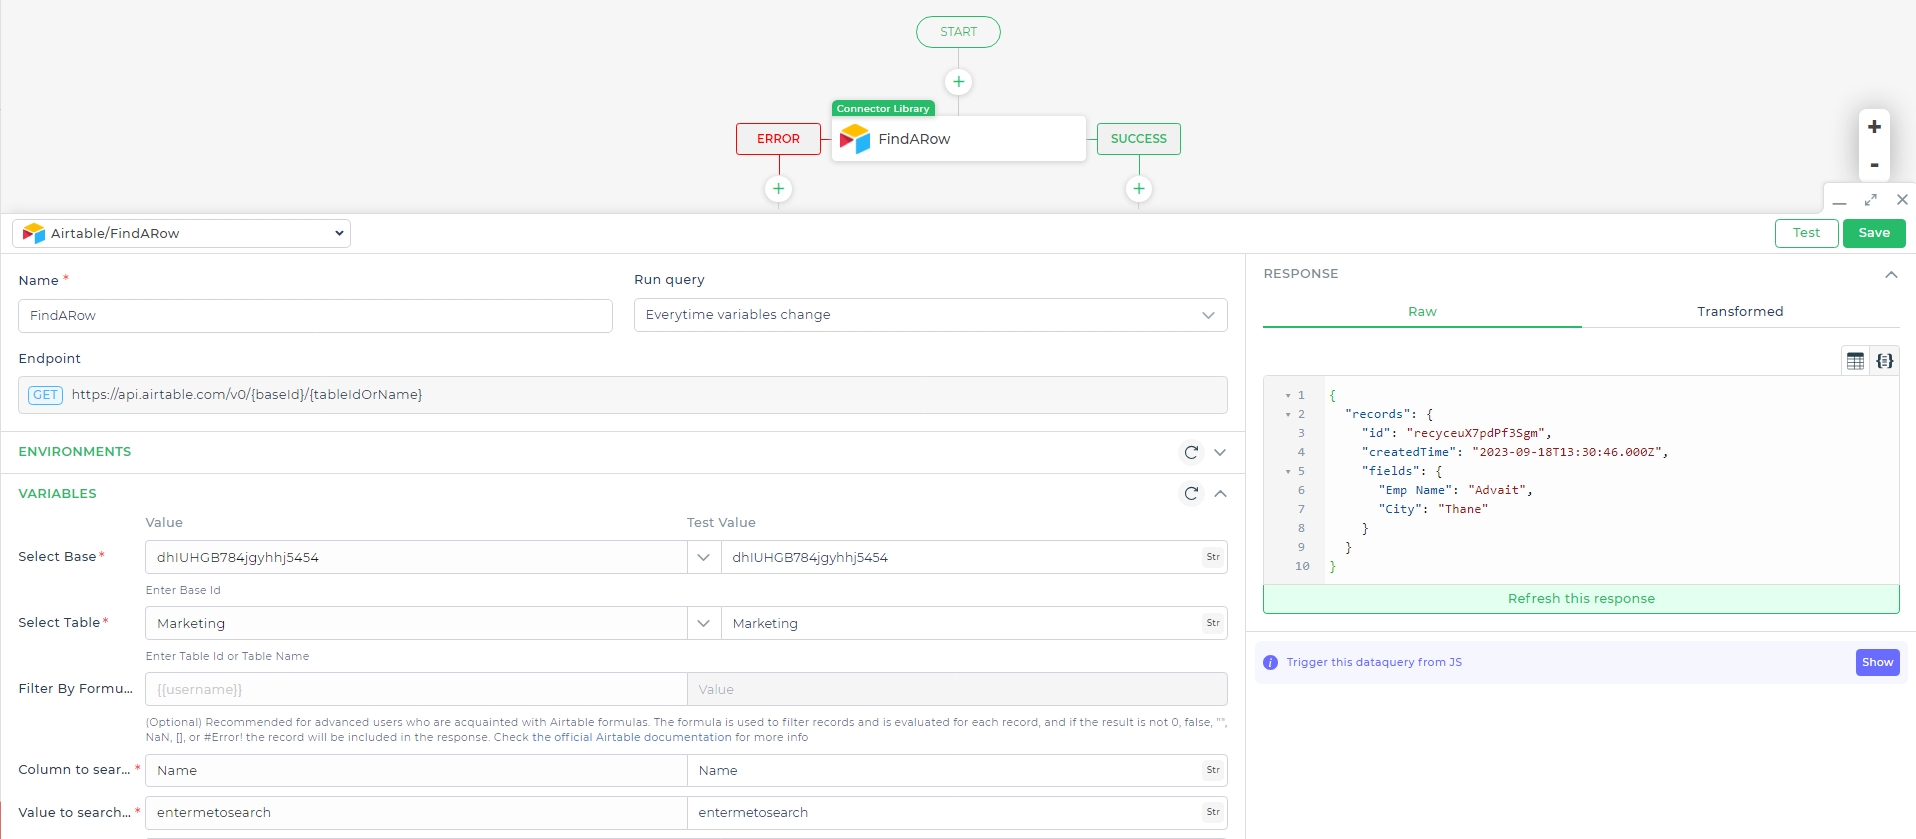 START
+
Connector Library
ERROR
FindARow
SUCCESS
+
+
+
-
Airtable/FindARow
Test
Save
Name *
Run query
FindARow
Everytime variables change
Endpoint
GET https://api.airtable.com/v0/{baseId}/{tableIdOrName}
ENVIRONMENTS
VARIABLES
Value
Test Value
Select Base*
dhIUHGB784jgyhhj5454
dhIUHGB784jgyhhj5454
Str
Enter Base Id
Select Table*
Marketing
Marketing
Str
Enter Table Id or Table Name
Filter By Formu...
{{username}}
Value
(Optional) Recommended for advanced users who are acquainted with Airtable formulas. The formula is used to filter records and is evaluated for each record, and if the result is not 0, false, "",
NaN, [], or #Error! the record will be included in the response. Check the official Airtable documentation for more info
Column to sear... *
Name
Name
Str
Value to search... *
entermetosearch
entermetosearch
Str
RESPONSE
Raw
Transformed
1 {
2 "records": {
3 "id": "recyceuX7pdPf3Sgm",
4 "createdTime": "2023-09-18T13:30:46.000Z",
5 "fields": {
6 "Emp Name": "Advait",
7 "City": "Thane"
8 }
9 }
10 }
Refresh this response
i Trigger this dataquery from JS
Show